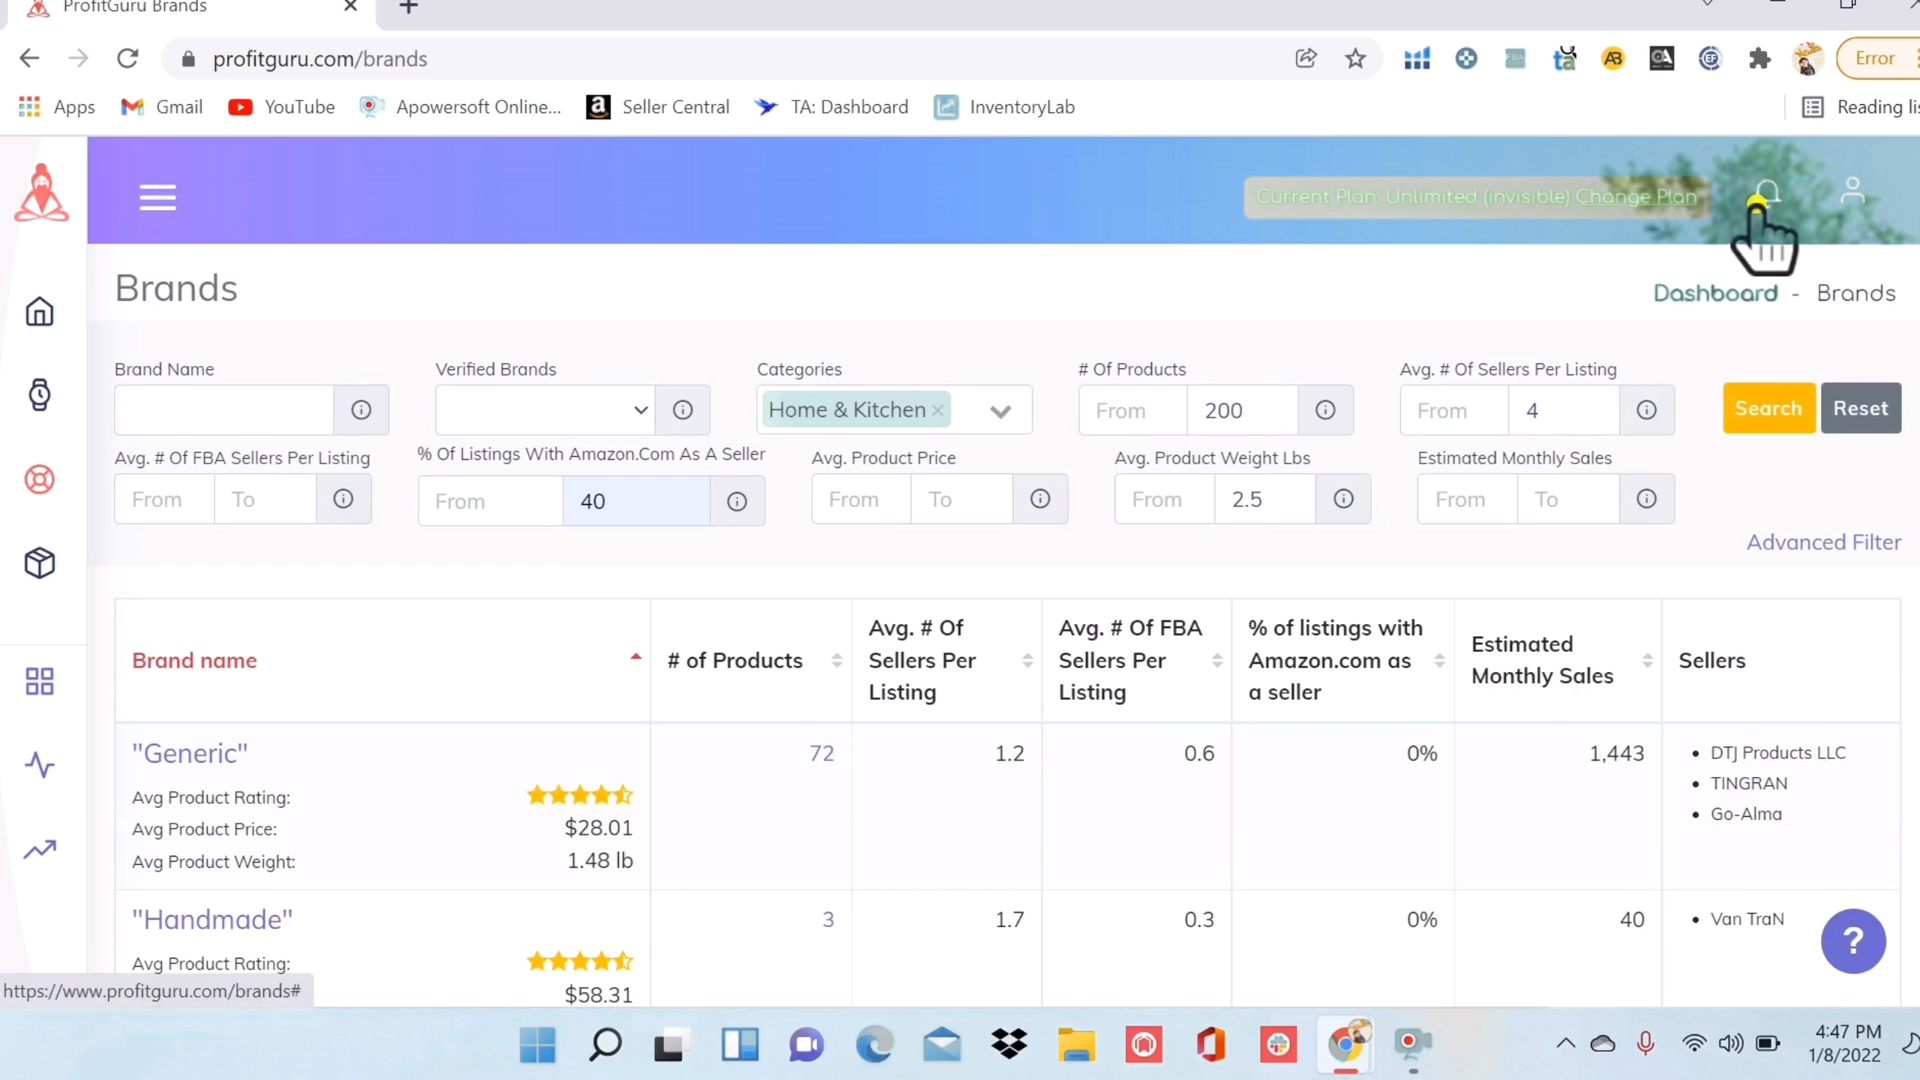 ProfitGuru Brands
profitguru.com/brands
Error
Apps Gmail YouTube Apowersoft Online... Seller Central TA: Dashboard InventoryLab Reading lis
Current Plan: Unlimited (invisible) Change Plan
Brands
Dashboard - Brands
Brand Name Verified Brands Categories # Of Products Avg. # Of Sellers Per Listing
Home & Kitchen × From 200 From 4 Search Reset
Avg. # Of FBA Sellers Per Listing % Of Listings With Amazon.Com As A Seller Avg. Product Price Avg. Product Weight Lbs Estimated Monthly Sales
From To From 40 From To From 2.5 From To
Advanced Filter
Brand name # of Products Avg. # Of Sellers Per Listing Avg. # Of FBA Sellers Per Listing % of listings with Amazon.com as a seller Estimated Monthly Sales Sellers
"Generic" 72 1.2 0.6 0% 1,443 • DTJ Products LLC
• TINGRAN
Avg Product Rating:
• Go-Alma
Avg Product Price: $28.01
Avg Product Weight: 1.48 lb
"Handmade" 3 1.7 0.3 0% 40 • Van TraN
?
Avg Product Rating:
$58.31
https://www.profitguru.com/brands#
4:47 PM
1/8/2022